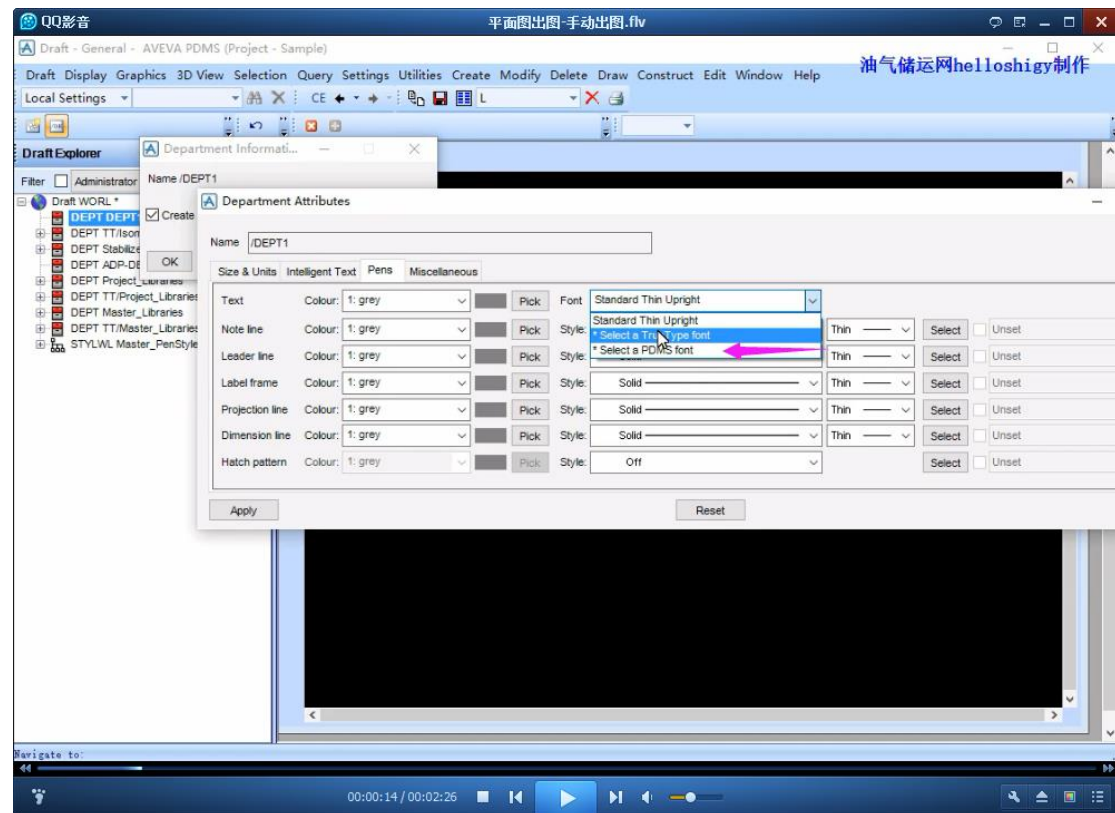 QQ影音
平面图出图-手动出图.flv
Draft - General - AVEVA PDMS (Project - Sample)
油气储运网helloshigy制作
Draft Display Graphics 3D View Selection Query Settings Utilities Create Modify Delete Draw Construct Edit Window Help
Local Settings CE L
Draft Explorer
Department Informati...
Filter Administrator
Name /DEPT1
Draft WORL *
DEPT DEPT1
Create
DEPT TT/Ison
DEPT Stabilize
DEPT ADP-DE
OK
DEPT Project_Libraries
DEPT TT/Project_Libraries
DEPT Master_Libraries
DEPT TT/Master_Libraries
STYLWL Master_PenStyle
Department Attributes
Name /DEPT1
Size & Units Intelligent Text Pens Miscellaneous
Text Colour: 1: grey Pick Font Standard Thin Upright
Standard Thin Upright
* Select a TrueType font
* Select a PDMS font
Note line Colour: 1: grey Pick Style: Thin Select Unset
Leader line Colour: 1: grey Pick Style: Thin Select Unset
Label frame Colour: 1: grey Pick Style: Solid Thin Select Unset
Projection line Colour: 1: grey Pick Style: Solid Thin Select Unset
Dimension line Colour: 1: grey Pick Style: Solid Thin Select Unset
Hatch pattern Colour: 1: grey Pick Style: Off Select Unset
Apply Reset
Navigate to:
00:00:14 / 00:02:26